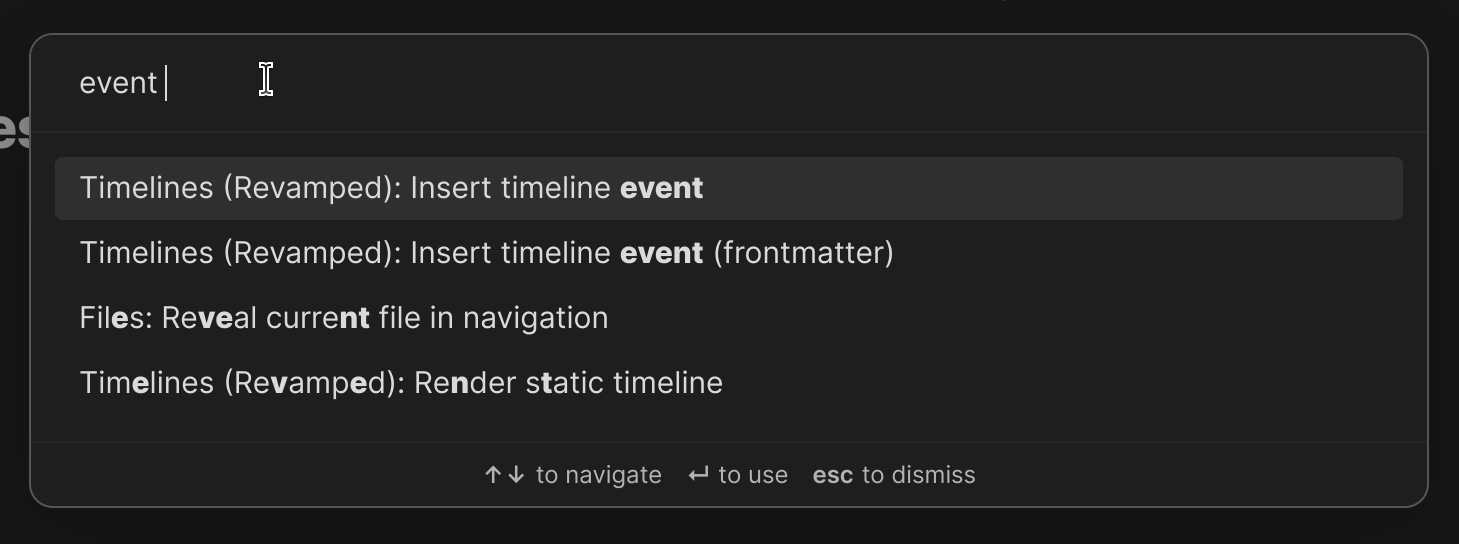 event
es
Timelines (Revamped): Insert timeline event
Timelines (Revamped): Insert timeline event (frontmatter)
Files: Reveal current file in navigation
Timelines (Revamped): Render static timeline
↑↓ to navigate ↵ to use esc to dismiss